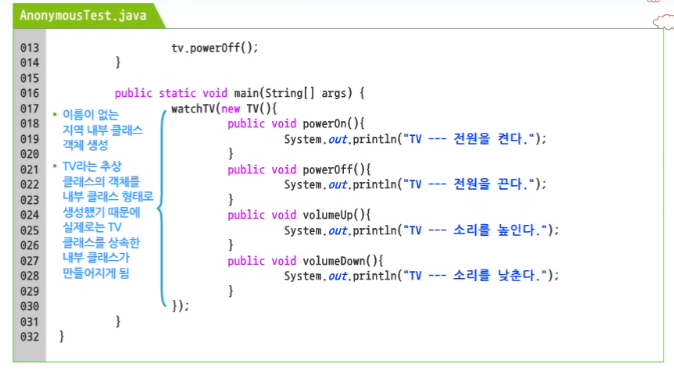 AnonymousTest.java
013 tv.powerOff();
014 }
015
016 public static void main(String[] args) {
017 watchTV(new TV(){
018 public void powerOn(){
019 System.out.println("TV --- 전원을 켠다.");
020 }
021 public void powerOff(){
022 System.out.println("TV --- 전원을 끈다.");
023 }
024 public void volumeUp(){
025 System.out.println("TV --- 소리를 높인다.");
026 }
027 public void volumeDown(){
028 System.out.println("TV --- 소리를 낮춘다.");
029 }
030 });
031 }
032 }
▪ 이름이 없는
지역 내부 클래스
객체 생성
▪ TV라는 추상
클래스의 객체를
내부 클래스 형태로
생성했기 때문에
실제로는 TV
클래스를 상속한
내부 클래스가
만들어지게 됨